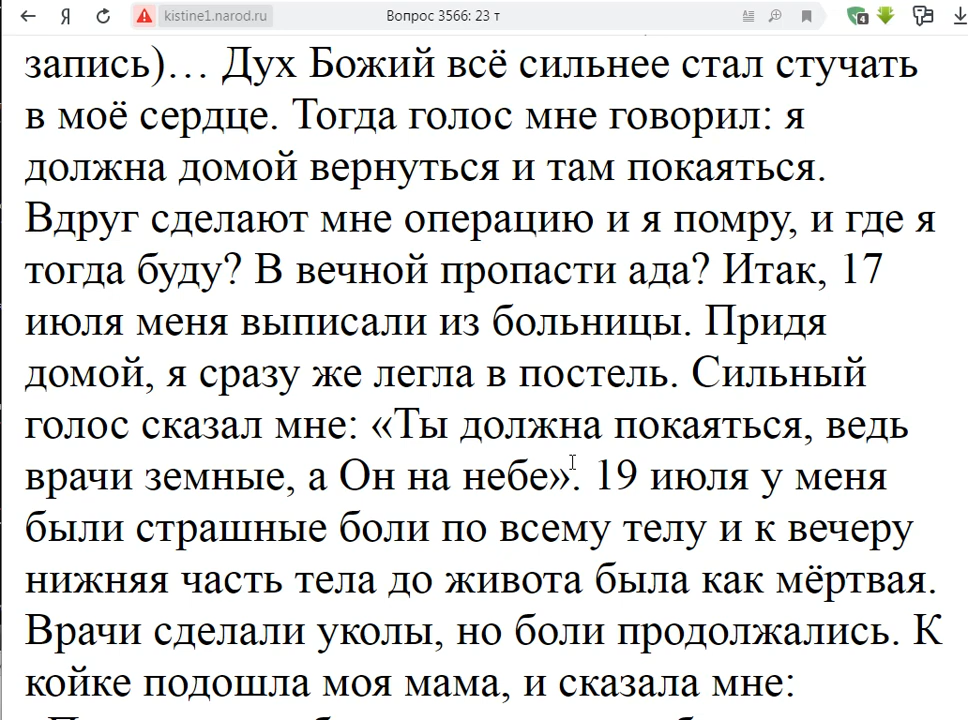 kistine1.narod.ru
Вопрос 3566: 23 т
4
запись)… Дух Божий всё сильнее стал стучать
в моё сердце. Тогда голос мне говорил: я
должна домой вернуться и там покаяться.
Вдруг сделают мне операцию и я помру, и где я
тогда буду? В вечной пропасти ада? Итак, 17
июля меня выписали из больницы. Придя
домой, я сразу же легла в постель. Сильный
голос сказал мне: «Ты должна покаяться, ведь
врачи земные, а Он на небе». 19 июля у меня
были страшные боли по всему телу и к вечеру
нижняя часть тела до живота была как мёртвая.
Врачи сделали уколы, но боли продолжались. К
койке подошла моя мама, и сказала мне: